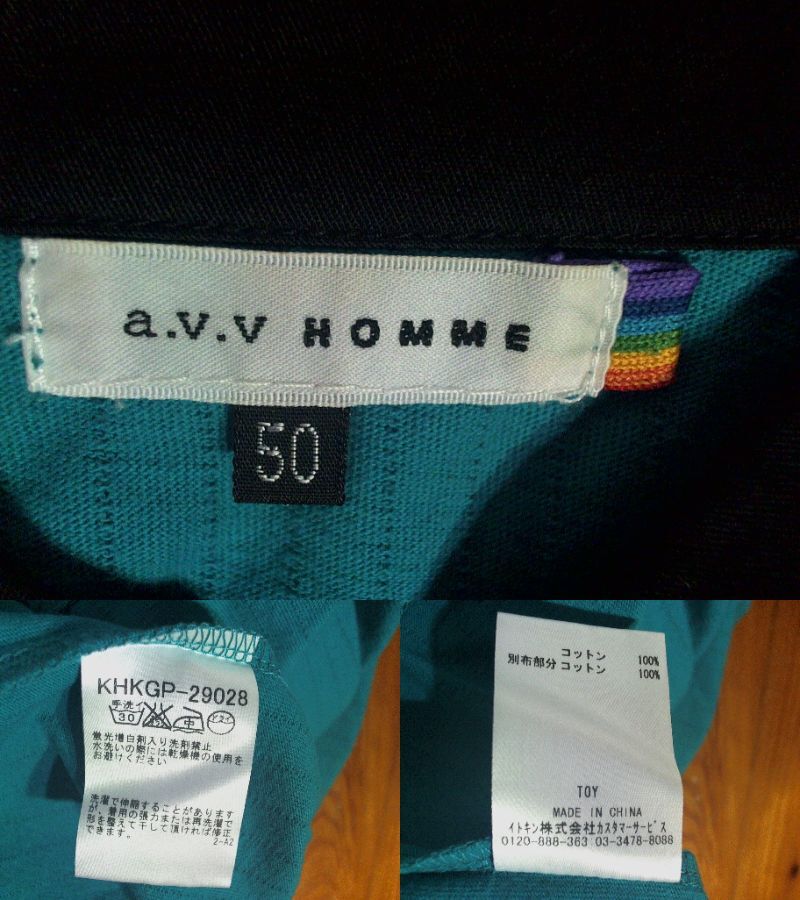 a.v.v HOMME
50
KHKGP-29028
手洗イ
30 中 ドライ
蛍光増白剤入り洗剤禁止
水洗いの際には乾燥機の使用を
お避けください
洗濯で伸縮することがあります
が、着用の張力または再洗濯で
形を整えて干して頂ければ修正
できます。
2-A2
コットン 100%
別布部分 コットン 100%
TOY
MADE IN CHINA
イトキン株式会社カスタマーサービス
0120-888-363 03-3478-8088